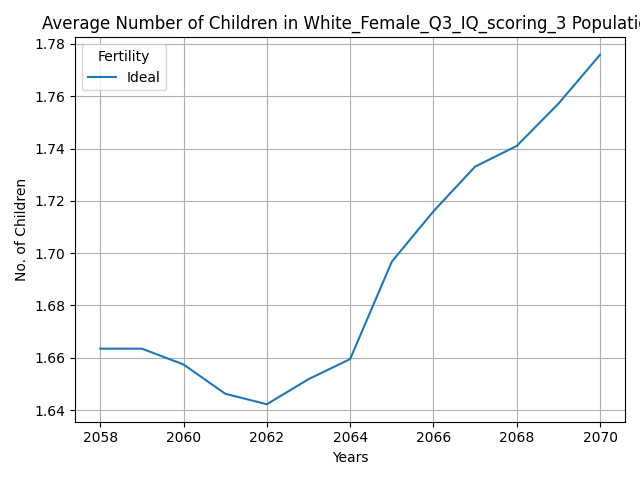 Average Number of Children in White_Female_Q3_IQ_scoring_3 Populatio
Fertility
Ideal
1.78
1.76
1.74
1.72
1.70
1.68
1.66
1.64
No. of Children
2058 2060 2062 2064 2066 2068 2070
Years